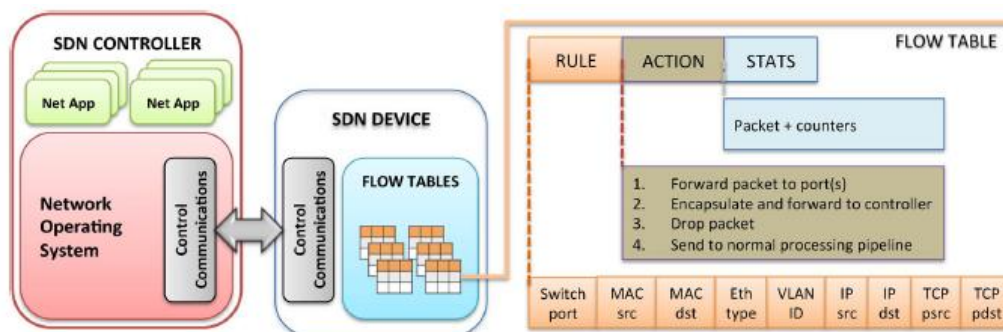 SDN CONTROLLER
Net App
Net App
Network
Operating
System
Control
Communications
SDN DEVICE
Control
Communications
FLOW TABLES
FLOW TABLE
RULE
ACTION
STATS
Packet + counters
1. Forward packet to port(s)
2. Encapsulate and forward to controller
3. Drop packet
4. Send to normal processing pipeline
Switch
port
MAC
src
MAC
dst
Eth
type
VLAN
ID
IP
src
IP
dst
TCP
psrc
TCP
pdst